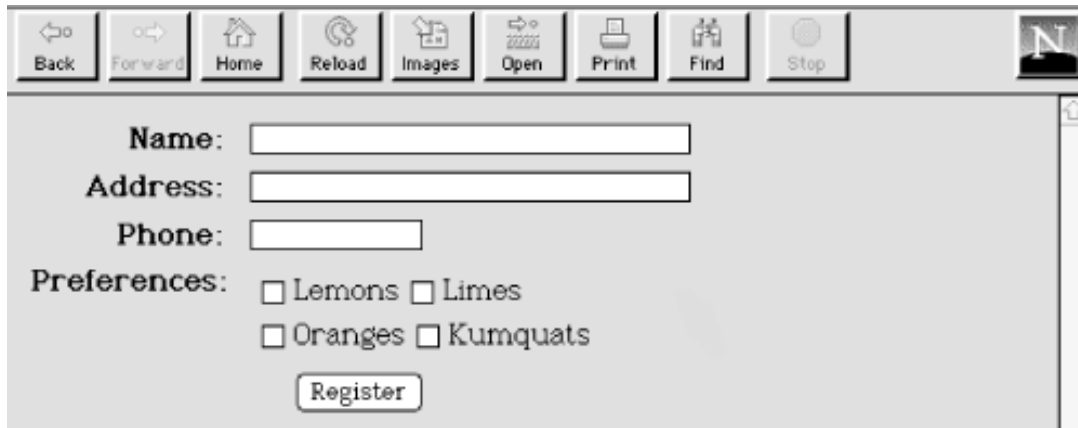 Back Forward Home Reload Images Open Print Find Stop N
Name:
Address:
Phone:
Preferences: Lemons Limes
Oranges Kumquats
Register